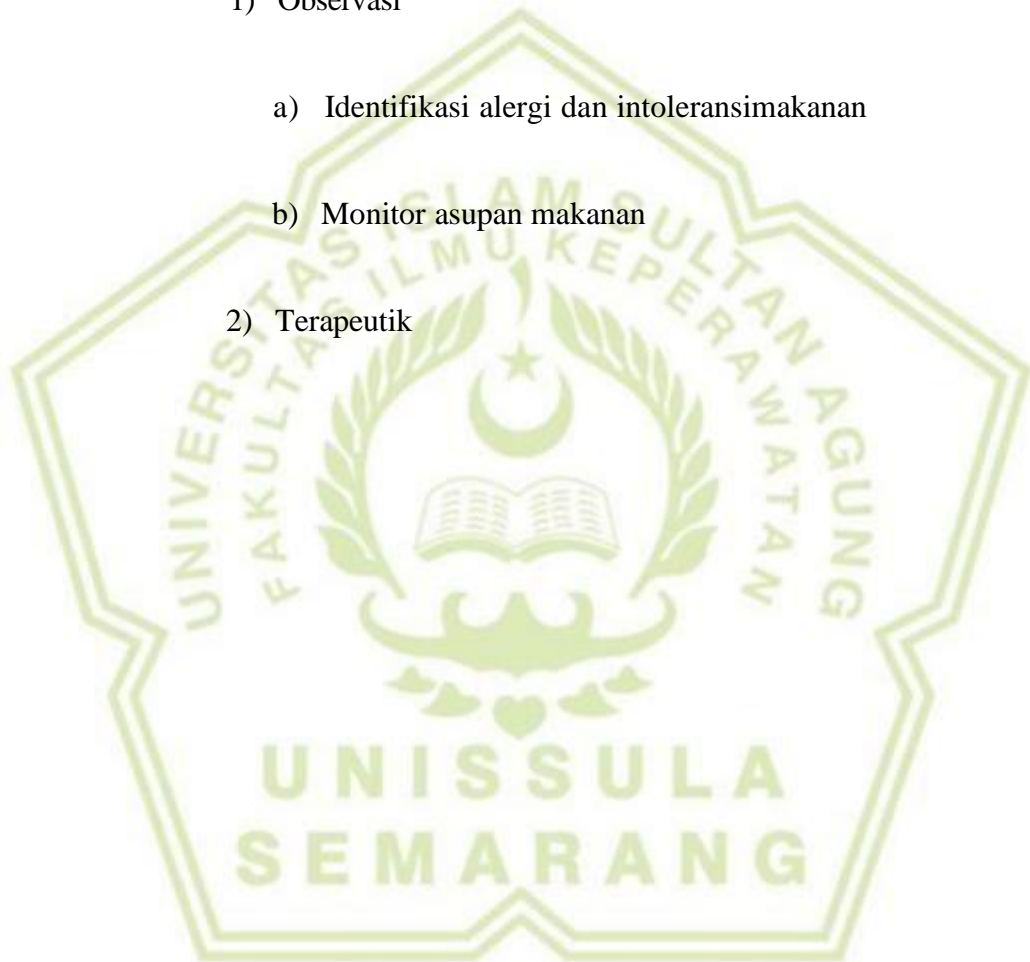 1) Observasi
a) Identifikasi alergi dan intoleransimakanan
b) Monitor asupan makanan
2) Terapeutik
UNIVERSITAS ISLAM SULTAN AGUNG
FAKULTAS ILMU KEPERAWATAN
UNISSULA
SEMARANG